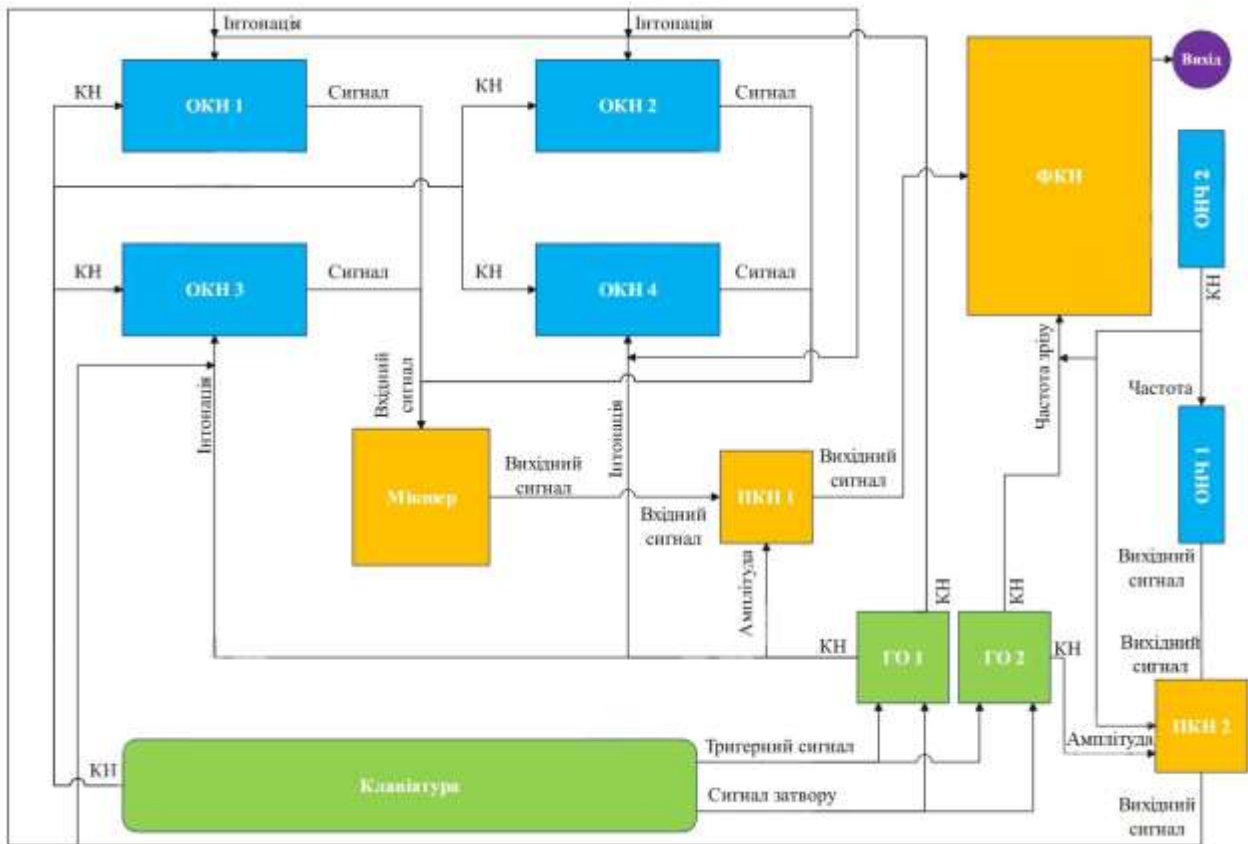 Інтонація
Інтонація
КН
ОКН 1
Сигнал
КН
ОКН 2
Сигнал
ФКН
Вихід
ОНЧ 2
КН
КН
ОКН 3
Сигнал
КН
ОКН 4
Сигнал
Інтонація
Вхідний
сигнал
Інтонація
Частота зрізу
Частота
ОНЧ 1
Мікшер
Вихідний
сигнал
Вхідний
сигнал
ПКН 1
Вихідний
сигнал
Амплітуда
Вихідний
сигнал
КН
КН
КН
ГО 1
ГО 2
КН
Вихідний
сигнал
Амплітуда
ПКН 2
КН
Клавіатура
Тригерний сигнал
Сигнал затвору
Вихідний
сигнал